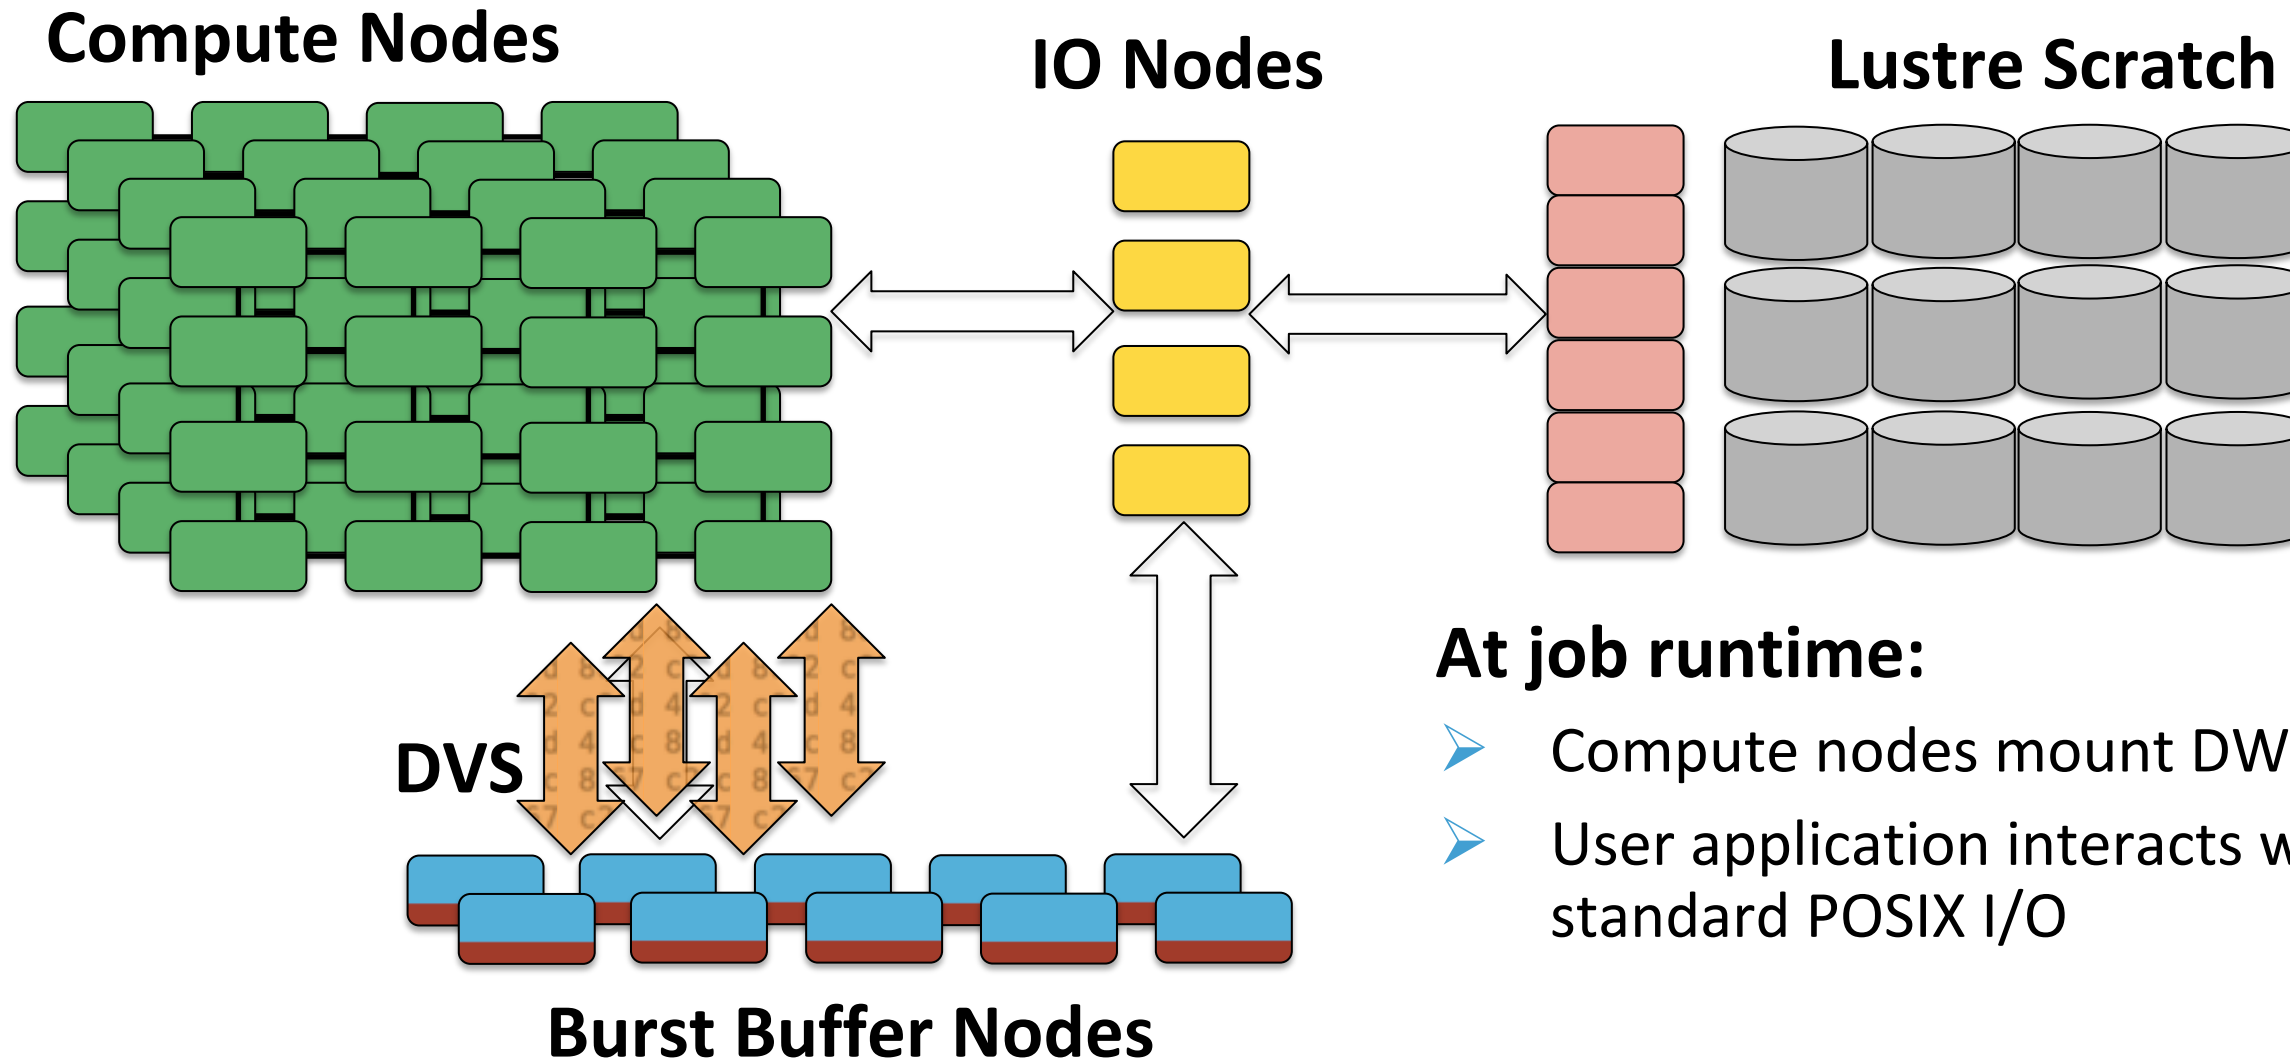 Compute Nodes
IO Nodes
Lustre Scratch
DVS
At job runtime:
Compute nodes mount DW
User application interacts w
standard POSIX I/O
Burst Buffer Nodes